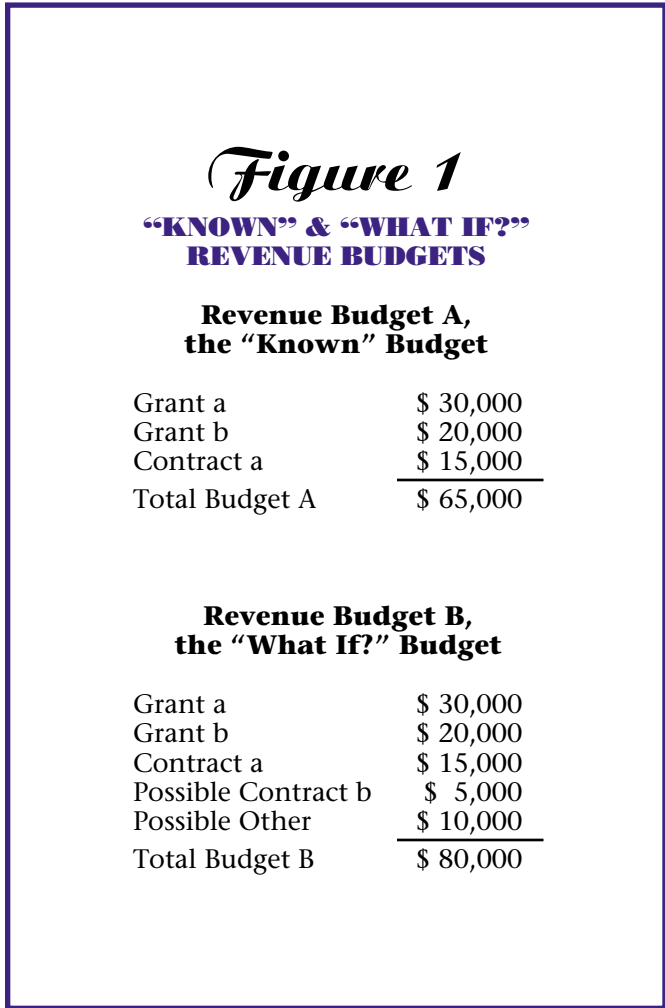 Figure 1
“KNOWN” & “WHAT IF?”
REVENUE BUDGETS
Revenue Budget A,
the “Known” Budget
Grant a $ 30,000
Grant b $ 20,000
Contract a $ 15,000
Total Budget A $ 65,000
Revenue Budget B,
the “What If?” Budget
Grant a $ 30,000
Grant b $ 20,000
Contract a $ 15,000
Possible Contract b $ 5,000
Possible Other $ 10,000
Total Budget B $ 80,000